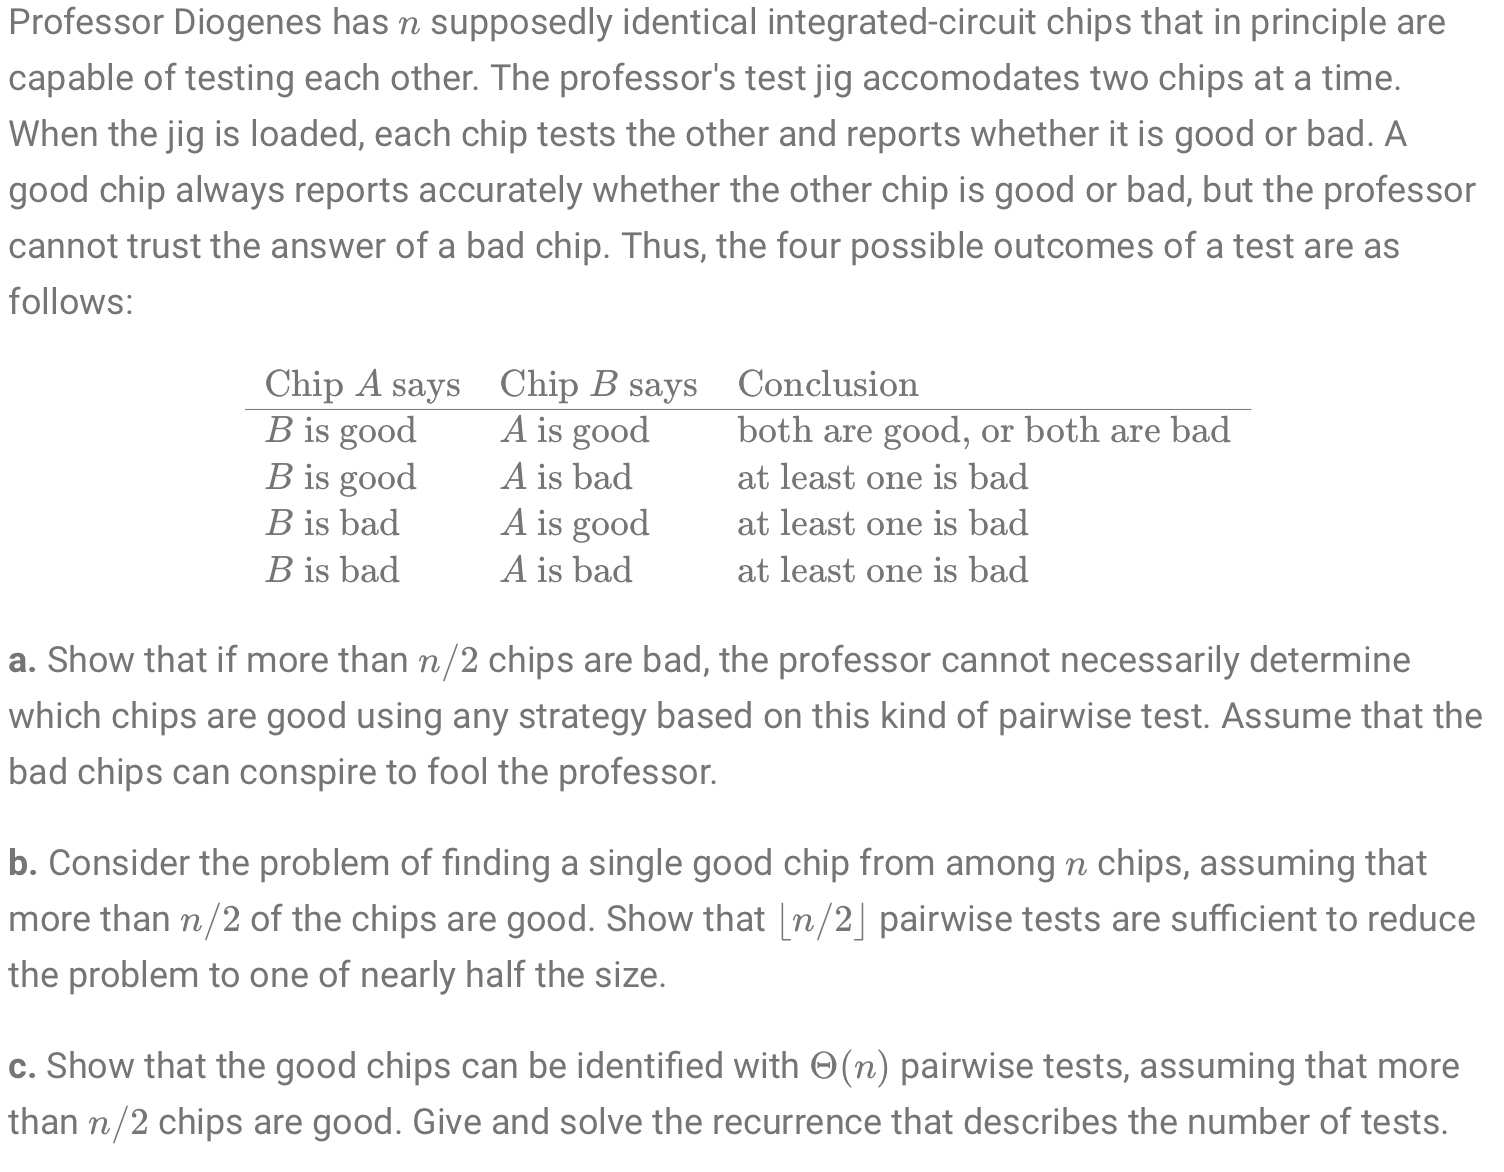 Professor Diogenes has n supposedly identical integrated-circuit chips that in principle are
capable of testing each other. The professor's test jig accomodates two chips at a time.
When the jig is loaded, each chip tests the other and reports whether it is good or bad. A
good chip always reports accurately whether the other chip is good or bad, but the professor
cannot trust the answer of a bad chip. Thus, the four possible outcomes of a test are as
follows:
Chip A says Chip B says Conclusion
B is good A is good both are good, or both are bad
B is good A is bad at least one is bad
B is bad A is good at least one is bad
B is bad A is bad at least one is bad
a. Show that if more than n/2 chips are bad, the professor cannot necessarily determine
which chips are good using any strategy based on this kind of pairwise test. Assume that the
bad chips can conspire to fool the professor.
b. Consider the problem of finding a single good chip from among n chips, assuming that
more than n/2 of the chips are good. Show that ⌊n/2⌋ pairwise tests are sufficient to reduce
the problem to one of nearly half the size.
c. Show that the good chips can be identified with Θ(n) pairwise tests, assuming that more
than n/2 chips are good. Give and solve the recurrence that describes the number of tests.